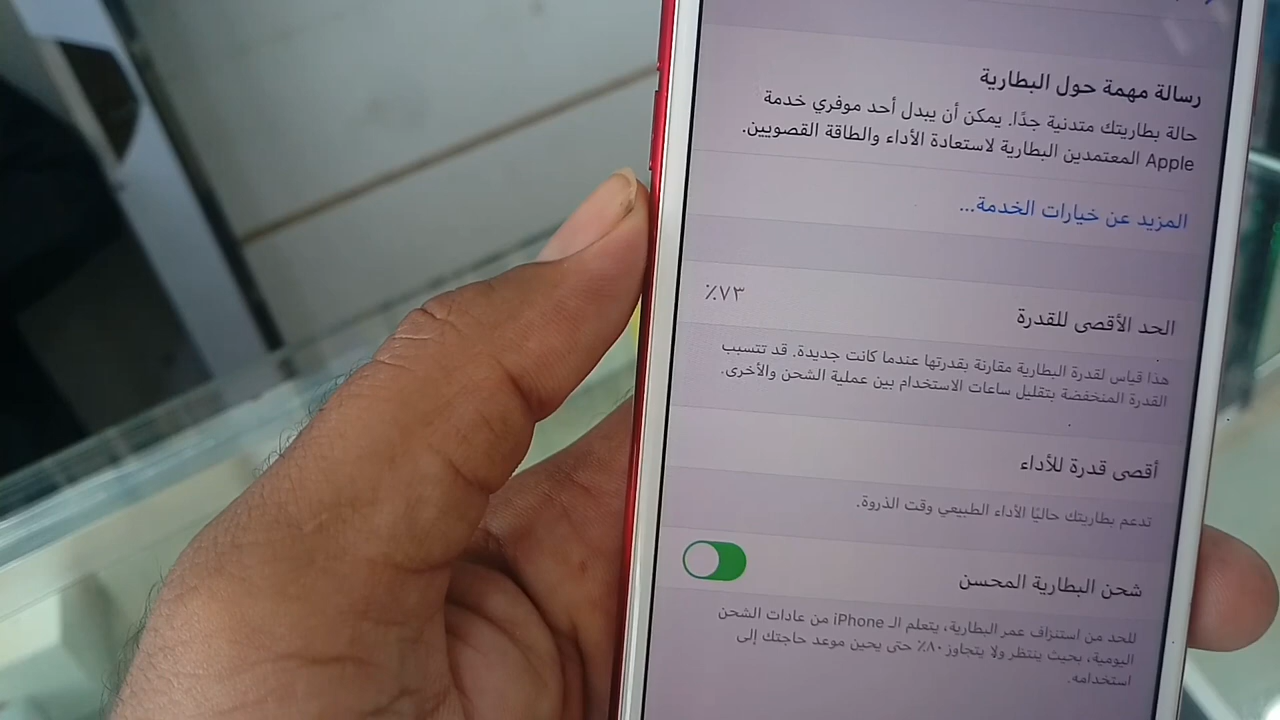 رسالة مهمة حول البطارية
حالة بطاريتك متدنية جدًا. يمكن أن يبدل أحد موفري خدمة
Apple المعتمدين البطارية لاستعادة الأداء والطاقة القصويين.
المزيد عن خيارات الخدمة...
الحد الأقصى للقدرة ٧٣٪
هذا قياس لقدرة البطارية مقارنة بقدرتها عندما كانت جديدة. قد تتسبب
القدرة المنخفضة بتقليل ساعات الاستخدام بين عملية الشحن والأخرى.
أقصى قدرة للأداء
تدعم بطاريتك حاليًا الأداء الطبيعي وقت الذروة.
شحن البطارية المحسن
للحد من استنزاف عمر البطارية، يتعلم الـ iPhone من عادات الشحن
اليومية، بحيث ينتظر ولا يتجاوز ٨٠٪ حتى يحين موعد حاجتك إلى
استخدامه.